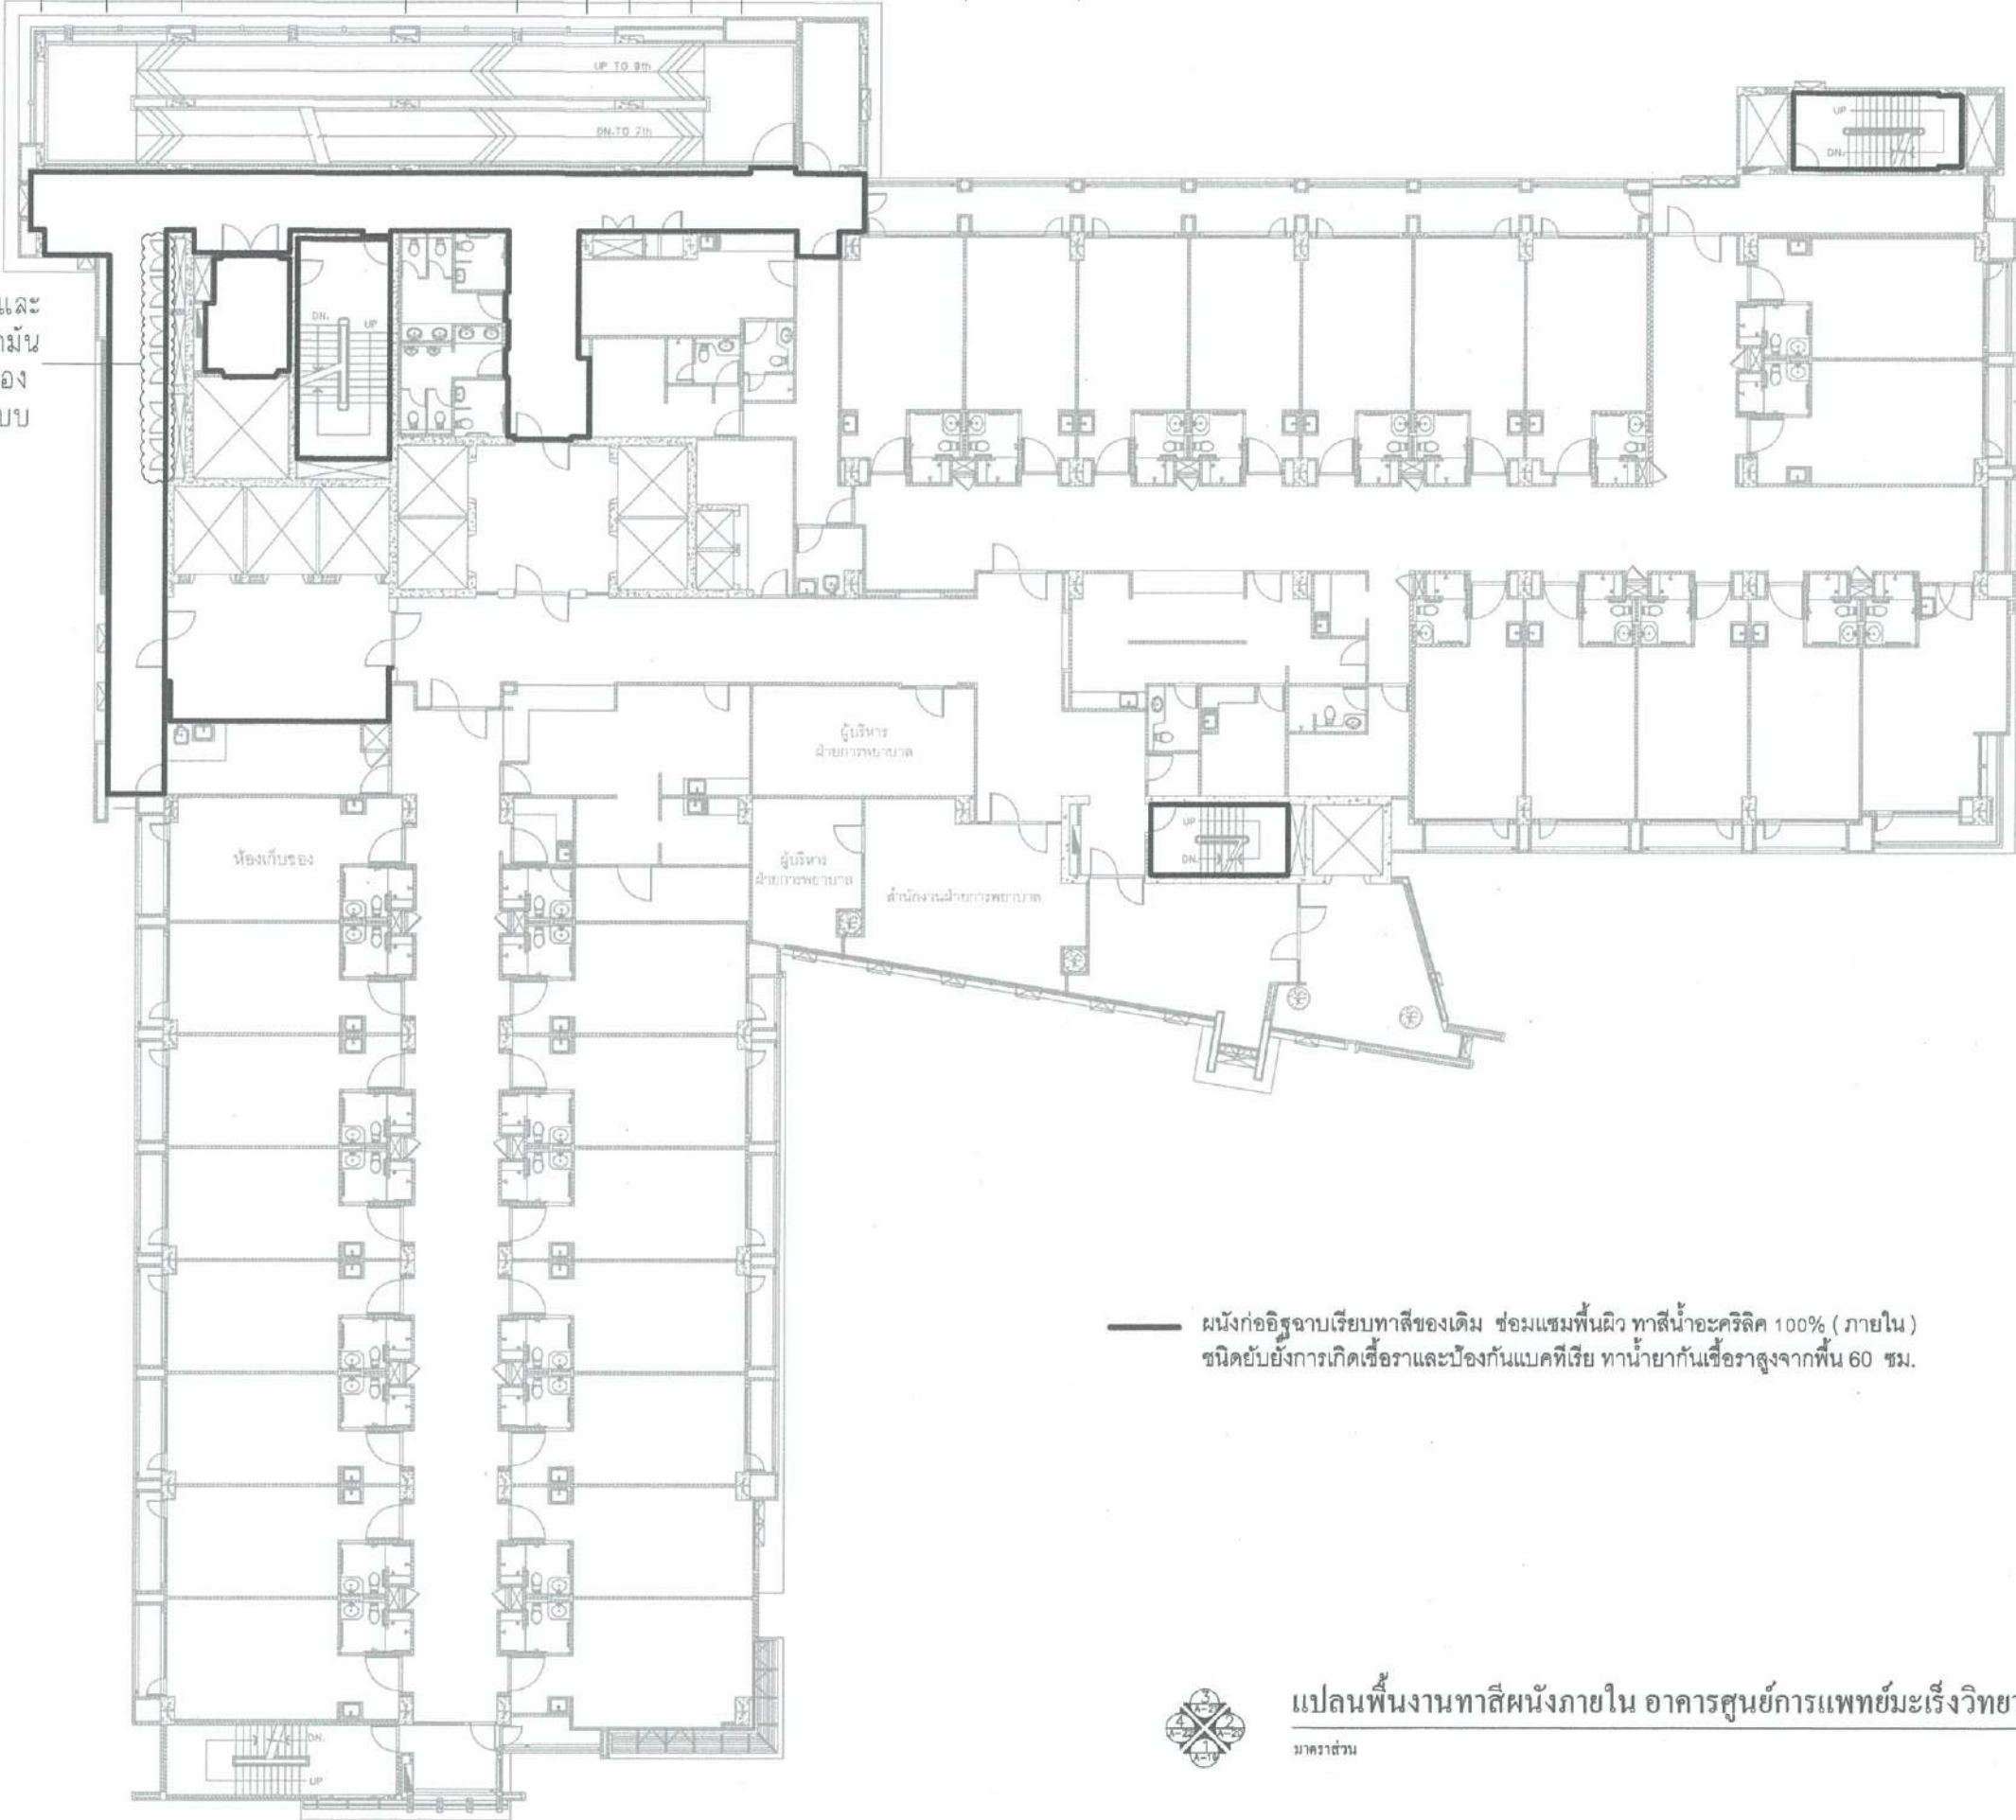 UP TO 9th
DN.TO 7th
UP
DN.
และ
DN.
UP
ผู้บริหาร
ฝ่ายการพยาบาล
ห้องเก็บของ
ผู้บริหาร
ฝ่ายการพยาบาล
สำนักงานฝ่ายการพยาบาล
UP
DN.
ผนังก่ออิฐฉาบเรียบทาสีของเดิม ซ่อมแซมพื้นผิว ทาสีน้ำอะคริลิค 100% ( ภายใน )
ชนิดยับยั้งการเกิดเชื้อราและป้องกันแบคทีเรีย ทาน้ำยากันเชื้อราสูงจากพื้น 60 ซม.
3
4
2
A-22
A-20
1
แปลนพื้นงานทาสีผนังภายใน อาคารศูนย์การแพทย์มะเร็งวิทยา
มาตราส่วน
DN.
UP